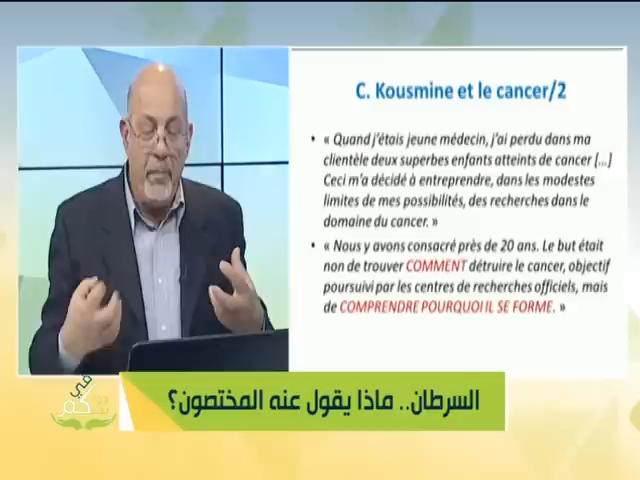 C. Kousmine et le cancer/2
• « Quand j'étais jeune médecin, j'ai perdu dans ma
clientèle deux superbes enfants atteints de cancer [...]
Ceci m'a décidé à entreprendre, dans les modestes
limites de mes possibilités, des recherches dans le
domaine du cancer. »
• « Nous y avons consacré près de 20 ans. Le but était
non de trouver COMMENT détruire le cancer, objectif
poursuivi par les centres de recherches officiels, mais
de COMPRENDRE POURQUOI IL SE FORME. »
السرطان.. ماذا يقول عنه المختصون؟
في